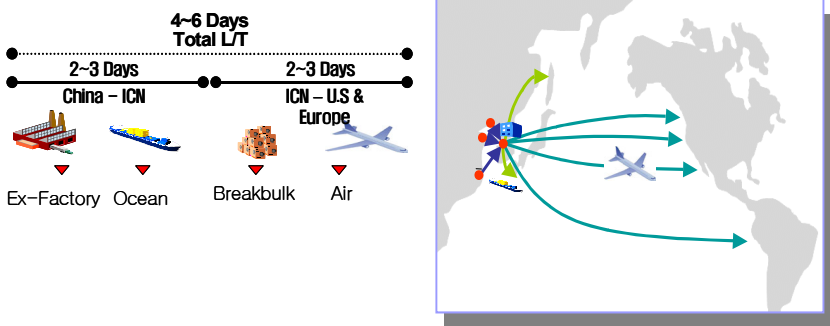 4~6 Days
Total L/T
2~3 Days
2~3 Days
China - ICN
ICN – U.S &
Europe
Ex-Factory
Ocean
Breakbulk
Air